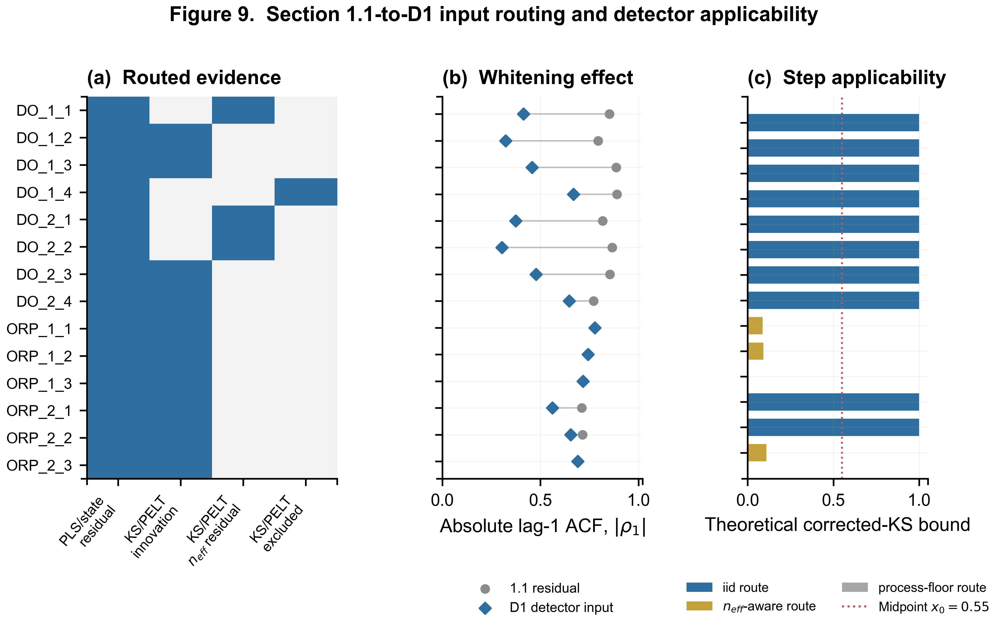 Figure 9. Section 1.1-to-D1 input routing and detector applicability
(a) Routed evidence
DO_1_1
DO_1_2
DO_1_3
DO_1_4
DO_2_1
DO_2_2
DO_2_3
DO_2_4
ORP_1_1
ORP_1_2
ORP_1_3
ORP_2_1
ORP_2_2
ORP_2_3
PLS/state
residual
KS/PELT
innovation
KS/PELT
n_eff residual
KS/PELT
excluded
(b) Whitening effect
0.0 0.5 1.0
Absolute lag-1 ACF, |ρ₁|
1.1 residual
D1 detector input
(c) Step applicability
0.0 0.5 1.0
Theoretical corrected-KS bound
iid route
n_eff-aware route
process-floor route
Midpoint x₀ = 0.55